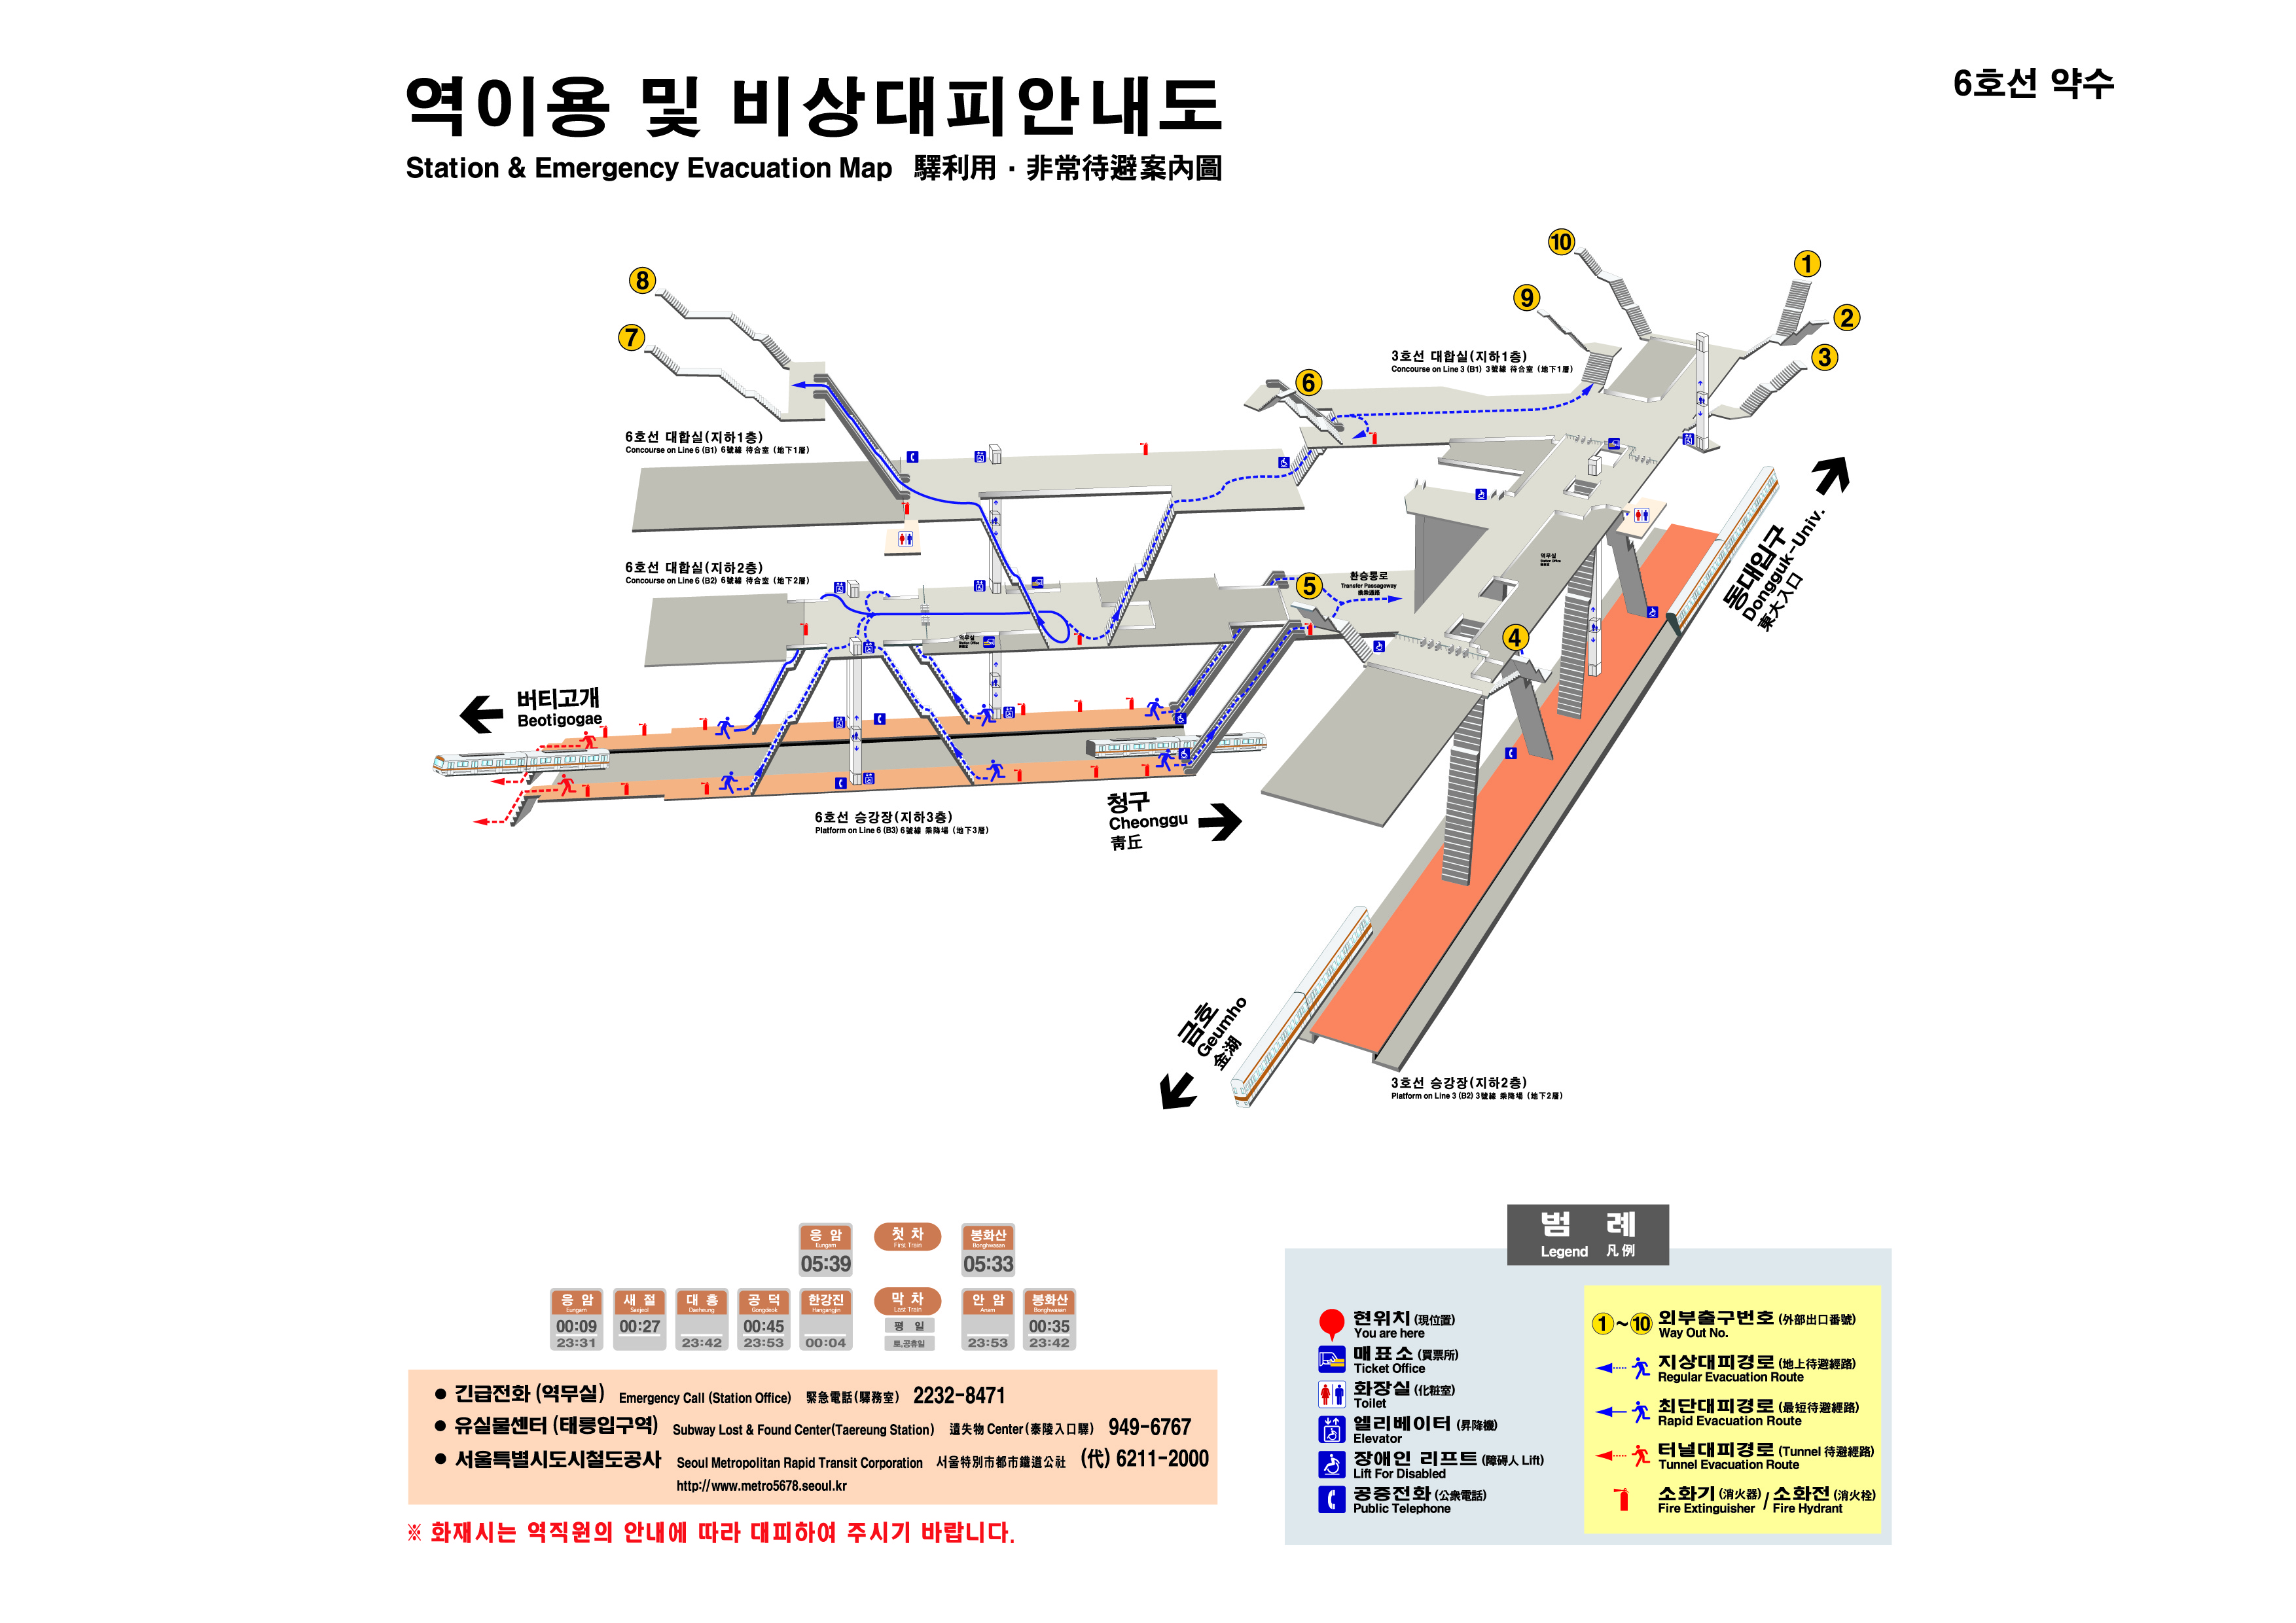 역이용 및 비상대피안내도
Station & Emergency Evacuation Map 驛利用 · 非常待避案內圖
6호선 약수
8
7
10
9
1
2
3
6
3호선 대합실(지하1층)
Concourse on Line 3 (B1) 3號線 待合室 (地下1層)
6호선 대합실(지하1층)
Concourse on Line 6 (B1) 6號線 待合室 (地下1層)
6호선 대합실(지하2층)
Concourse on Line 6 (B2) 6號線 待合室 (地下2層)
역무실
Station Office
역무실
Station Office
환승통로
Transfer Passageway
換乘通路
5
4
동대입구
Dongguk-Univ.
東大入口
버티고개
Beotigogae
6호선 승강장(지하3층)
Platform on Line 6 (B3) 6號線 乘降場 (地下3層)
청구
Cheonggu
靑丘
금호
Geumho
金湖
3호선 승강장(지하2층)
Platform on Line 3 (B2) 3號線 乘降場 (地下2層)
응 암
Eungam
05:39
첫 차
First Train
봉화산
Bonghwasan
05:33
응 암
Eungam
00:09
23:31
새 절
Saejeol
00:27
대 흥
Daeheung
23:42
공 덕
Gongdeok
00:45
23:53
한강진
Hangangjin
00:04
막 차
Last Train
평 일
토,공휴일
안 암
Anam
23:53
봉화산
Bonghwasan
00:35
23:42
● 긴급전화 (역무실) Emergency Call (Station Office) 緊急電話 (驛務室) 2232-8471
● 유실물센터 (태릉입구역) Subway Lost & Found Center(Taereung Station) 遺失物 Center (泰陵入口驛) 949-6767
● 서울특별시도시철도공사 Seoul Metropolitan Rapid Transit Corporation 서울特別市都市鐵道公社 (代) 6211-2000
http://www.metro5678.seoul.kr
※ 화재시는 역직원의 안내에 따라 대피하여 주시기 바랍니다.
범 례
Legend 凡例
현위치 (現位置)
You are here
매표소 (買票所)
Ticket Office
화장실 (化粧室)
Toilet
엘리베이터 (昇降機)
Elevator
장애인 리프트 (障碍人 Lift)
Lift For Disabled
공중전화 (公衆電話)
Public Telephone
1~10 외부출구번호 (外部出口番號)
Way Out No.
지상대피경로 (地上待避經路)
Regular Evacuation Route
최단대피경로 (最短待避經路)
Rapid Evacuation Route
터널대피경로 (Tunnel 待避經路)
Tunnel Evacuation Route
소화기 (消火器) / 소화전 (消火栓)
Fire Extinguisher / Fire Hydrant